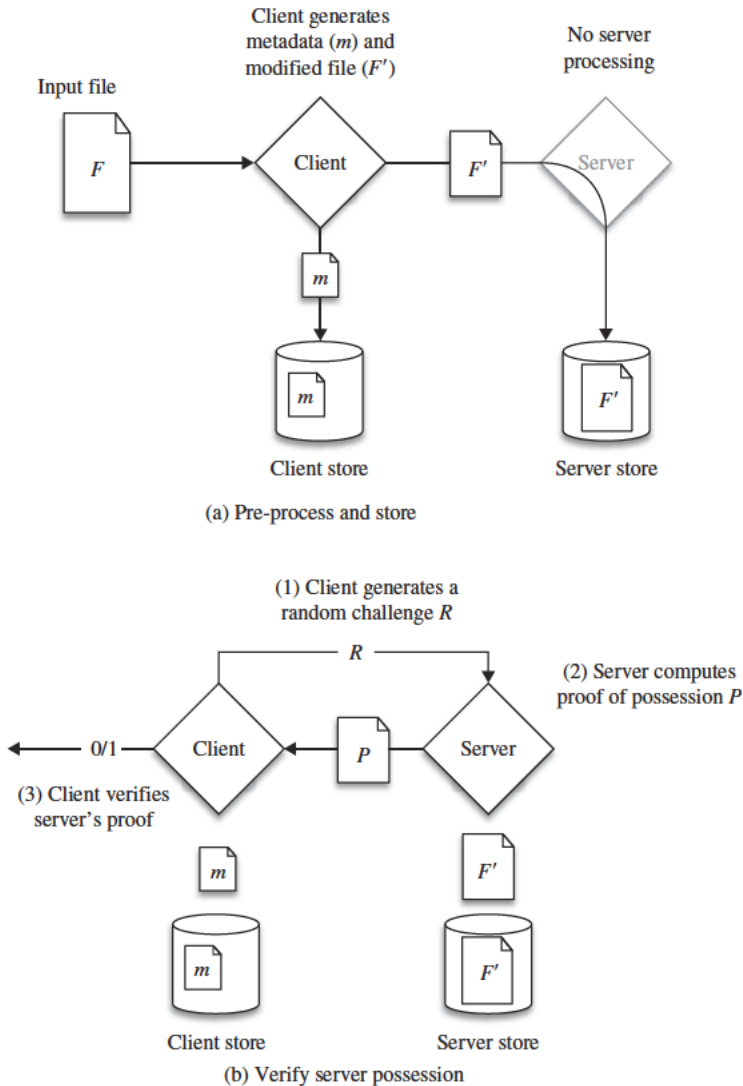 Client generates
metadata (m) and
modified file (F′)
No server
processing
Input file
F
Client
F′
Server
m
m
F′
Client store
Server store
(a) Pre-process and store
(1) Client generates a
random challenge R
R
(2) Server computes
proof of possession P
0/1
Client
P
Server
(3) Client verifies
server's proof
m
F′
m
F′
Client store
Server store
(b) Verify server possession